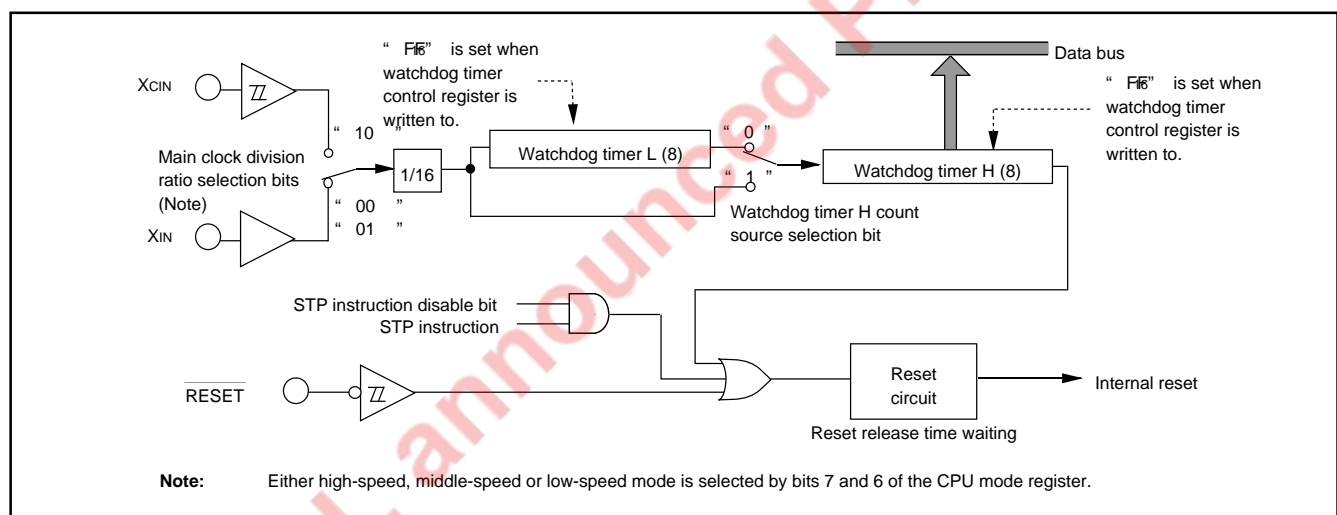 “ FF16” is set when
watchdog timer
control register is
written to.
Data bus
“ FF16” is set when
watchdog timer
control register is
written to.
XCIN
“ 10 ”
Main clock division
ratio selection bits
(Note)
1/16
Watchdog timer L (8)
“ 0 ”
“ 1 ”
Watchdog timer H (8)
“ 00 ”
“ 01 ”
XIN
Watchdog timer H count
source selection bit
STP instruction disable bit
STP instruction
RESET
Reset
circuit
Internal reset
Reset release time waiting
Note: Either high-speed, middle-speed or low-speed mode is selected by bits 7 and 6 of the CPU mode register.
announced